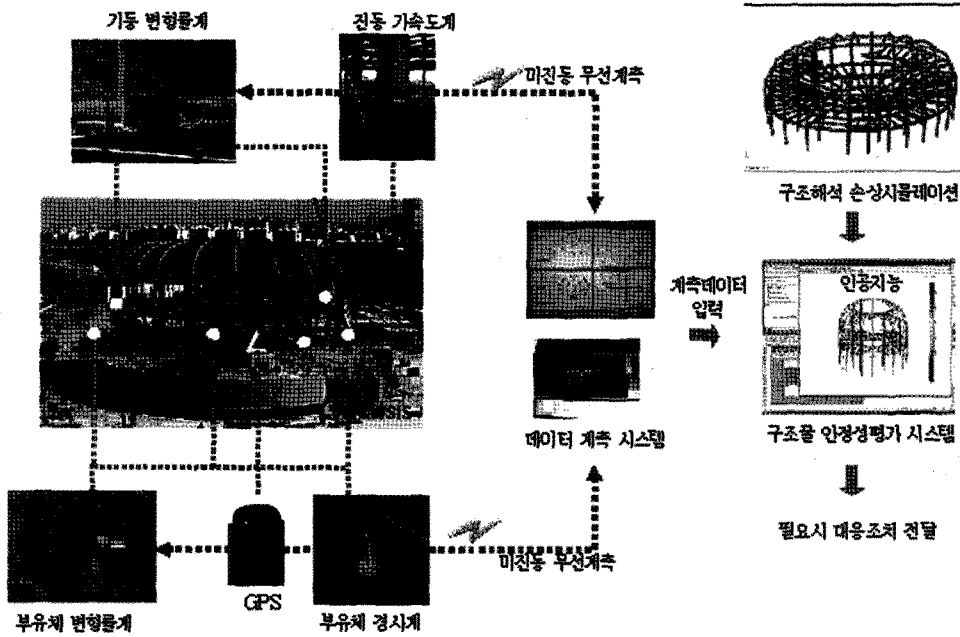 기둥 변형률계
진동 가속도계
미진동 무선계측
구조해석 손상시뮬레이션
계측데이터
입력
인공지능
데이터 계측 시스템
구조물 안정성평가 시스템
필요시 대응조치 전달
미진동 무선계측
GPS
부유체 변형률계
부유체 경사계